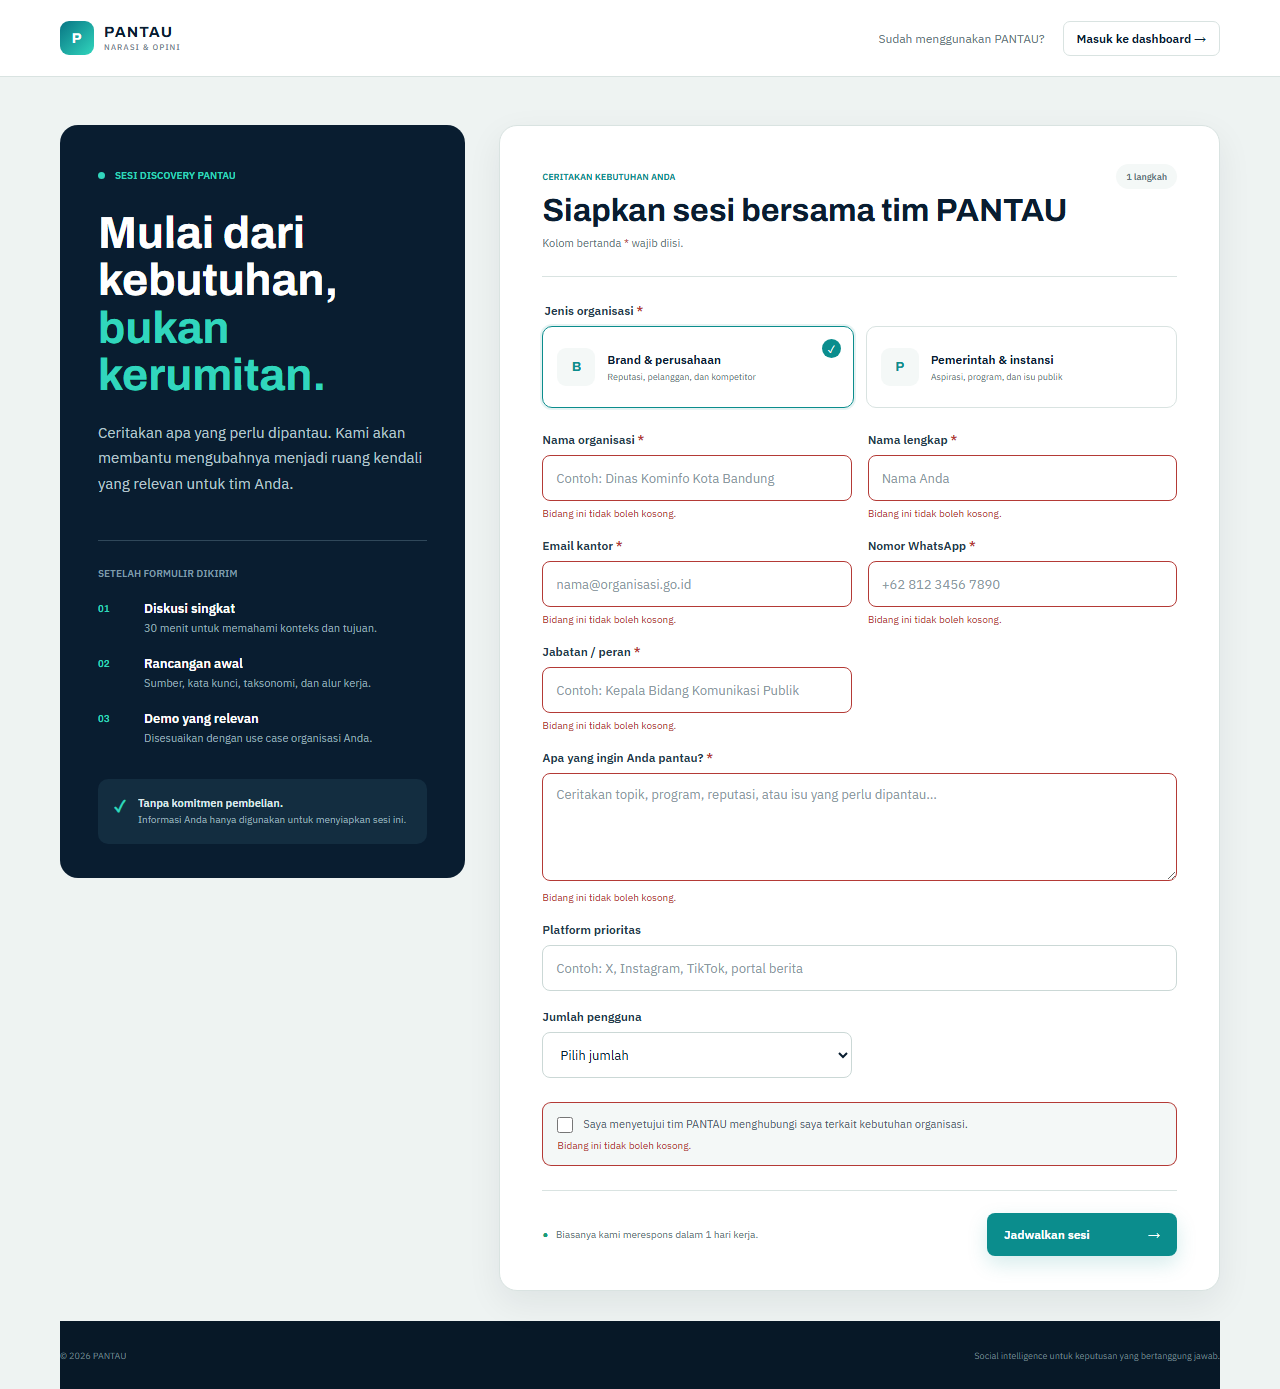 P
PANTAU
NARASI & OPINI
Sudah menggunakan PANTAU?
Masuk ke dashboard →
SESI DISCOVERY PANTAU
Mulai dari
kebutuhan,
bukan
kerumitan.
Ceritakan apa yang perlu dipantau. Kami akan
membantu mengubahnya menjadi ruang kendali
yang relevan untuk tim Anda.
SETELAH FORMULIR DIKIRIM
01
Diskusi singkat
30 menit untuk memahami konteks dan tujuan.
02
Rancangan awal
Sumber, kata kunci, taksonomi, dan alur kerja.
03
Demo yang relevan
Disesuaikan dengan use case organisasi Anda.
✓
Tanpa komitmen pembelian.
Informasi Anda hanya digunakan untuk menyiapkan sesi ini.
CERITAKAN KEBUTUHAN ANDA
1 langkah
Siapkan sesi bersama tim PANTAU
Kolom bertanda * wajib diisi.
Jenis organisasi *
B
Brand & perusahaan
Reputasi, pelanggan, dan kompetitor
✓
P
Pemerintah & instansi
Aspirasi, program, dan isu publik
Nama organisasi *
Contoh: Dinas Kominfo Kota Bandung
Bidang ini tidak boleh kosong.
Nama lengkap *
Nama Anda
Bidang ini tidak boleh kosong.
Email kantor *
nama@organisasi.go.id
Bidang ini tidak boleh kosong.
Nomor WhatsApp *
+62 812 3456 7890
Bidang ini tidak boleh kosong.
Jabatan / peran *
Contoh: Kepala Bidang Komunikasi Publik
Bidang ini tidak boleh kosong.
Apa yang ingin Anda pantau? *
Ceritakan topik, program, reputasi, atau isu yang perlu dipantau...
Bidang ini tidak boleh kosong.
Platform prioritas
Contoh: X, Instagram, TikTok, portal berita
Jumlah pengguna
Pilih jumlah
Saya menyetujui tim PANTAU menghubungi saya terkait kebutuhan organisasi.
Bidang ini tidak boleh kosong.
Biasanya kami merespons dalam 1 hari kerja.
Jadwalkan sesi →
© 2026 PANTAU
Social intelligence untuk keputusan yang bertanggung jawab.